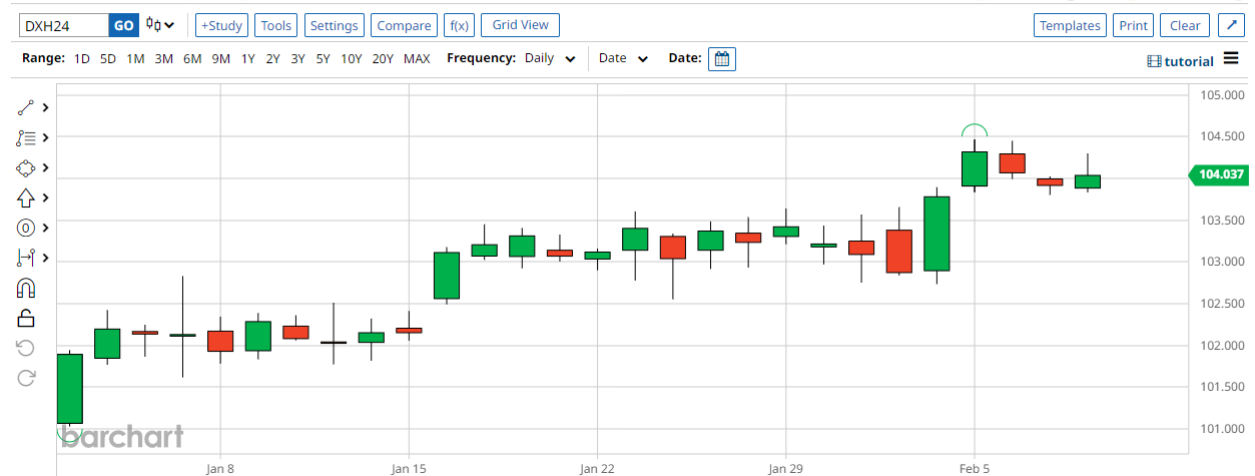 DXH24 GO +Study Tools Settings Compare f(x) Grid View Templates Print Clear
Range: 1D 5D 1M 3M 6M 9M 1Y 2Y 3Y 5Y 10Y 20Y MAX Frequency: Daily Date Date: tutorial
105.000
104.500
104.037
103.500
103.000
102.500
102.000
101.500
101.000
barchart
Jan 8 Jan 15 Jan 22 Jan 29 Feb 5